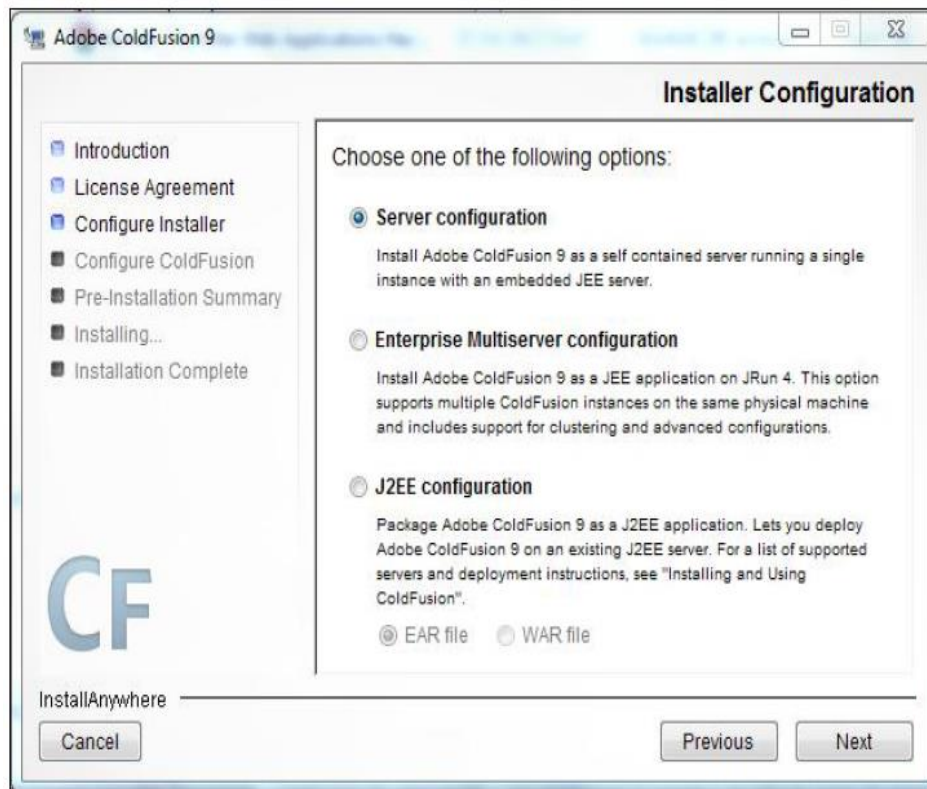 Adobe ColdFusion 9
Installer Configuration
Introduction
License Agreement
Configure Installer
Configure ColdFusion
Pre-Installation Summary
Installing...
Installation Complete
Choose one of the following options:
Server configuration
Install Adobe ColdFusion 9 as a self contained server running a single
instance with an embedded JEE server.
Enterprise Multiserver configuration
Install Adobe ColdFusion 9 as a JEE application on JRun 4. This option
supports multiple ColdFusion instances on the same physical machine
and includes support for clustering and advanced configurations.
J2EE configuration
Package Adobe ColdFusion 9 as a J2EE application. Lets you deploy
Adobe ColdFusion 9 on an existing J2EE server. For a list of supported
servers and deployment instructions, see "Installing and Using
ColdFusion".
EAR file WAR file
CF
InstallAnywhere
Cancel Previous Next